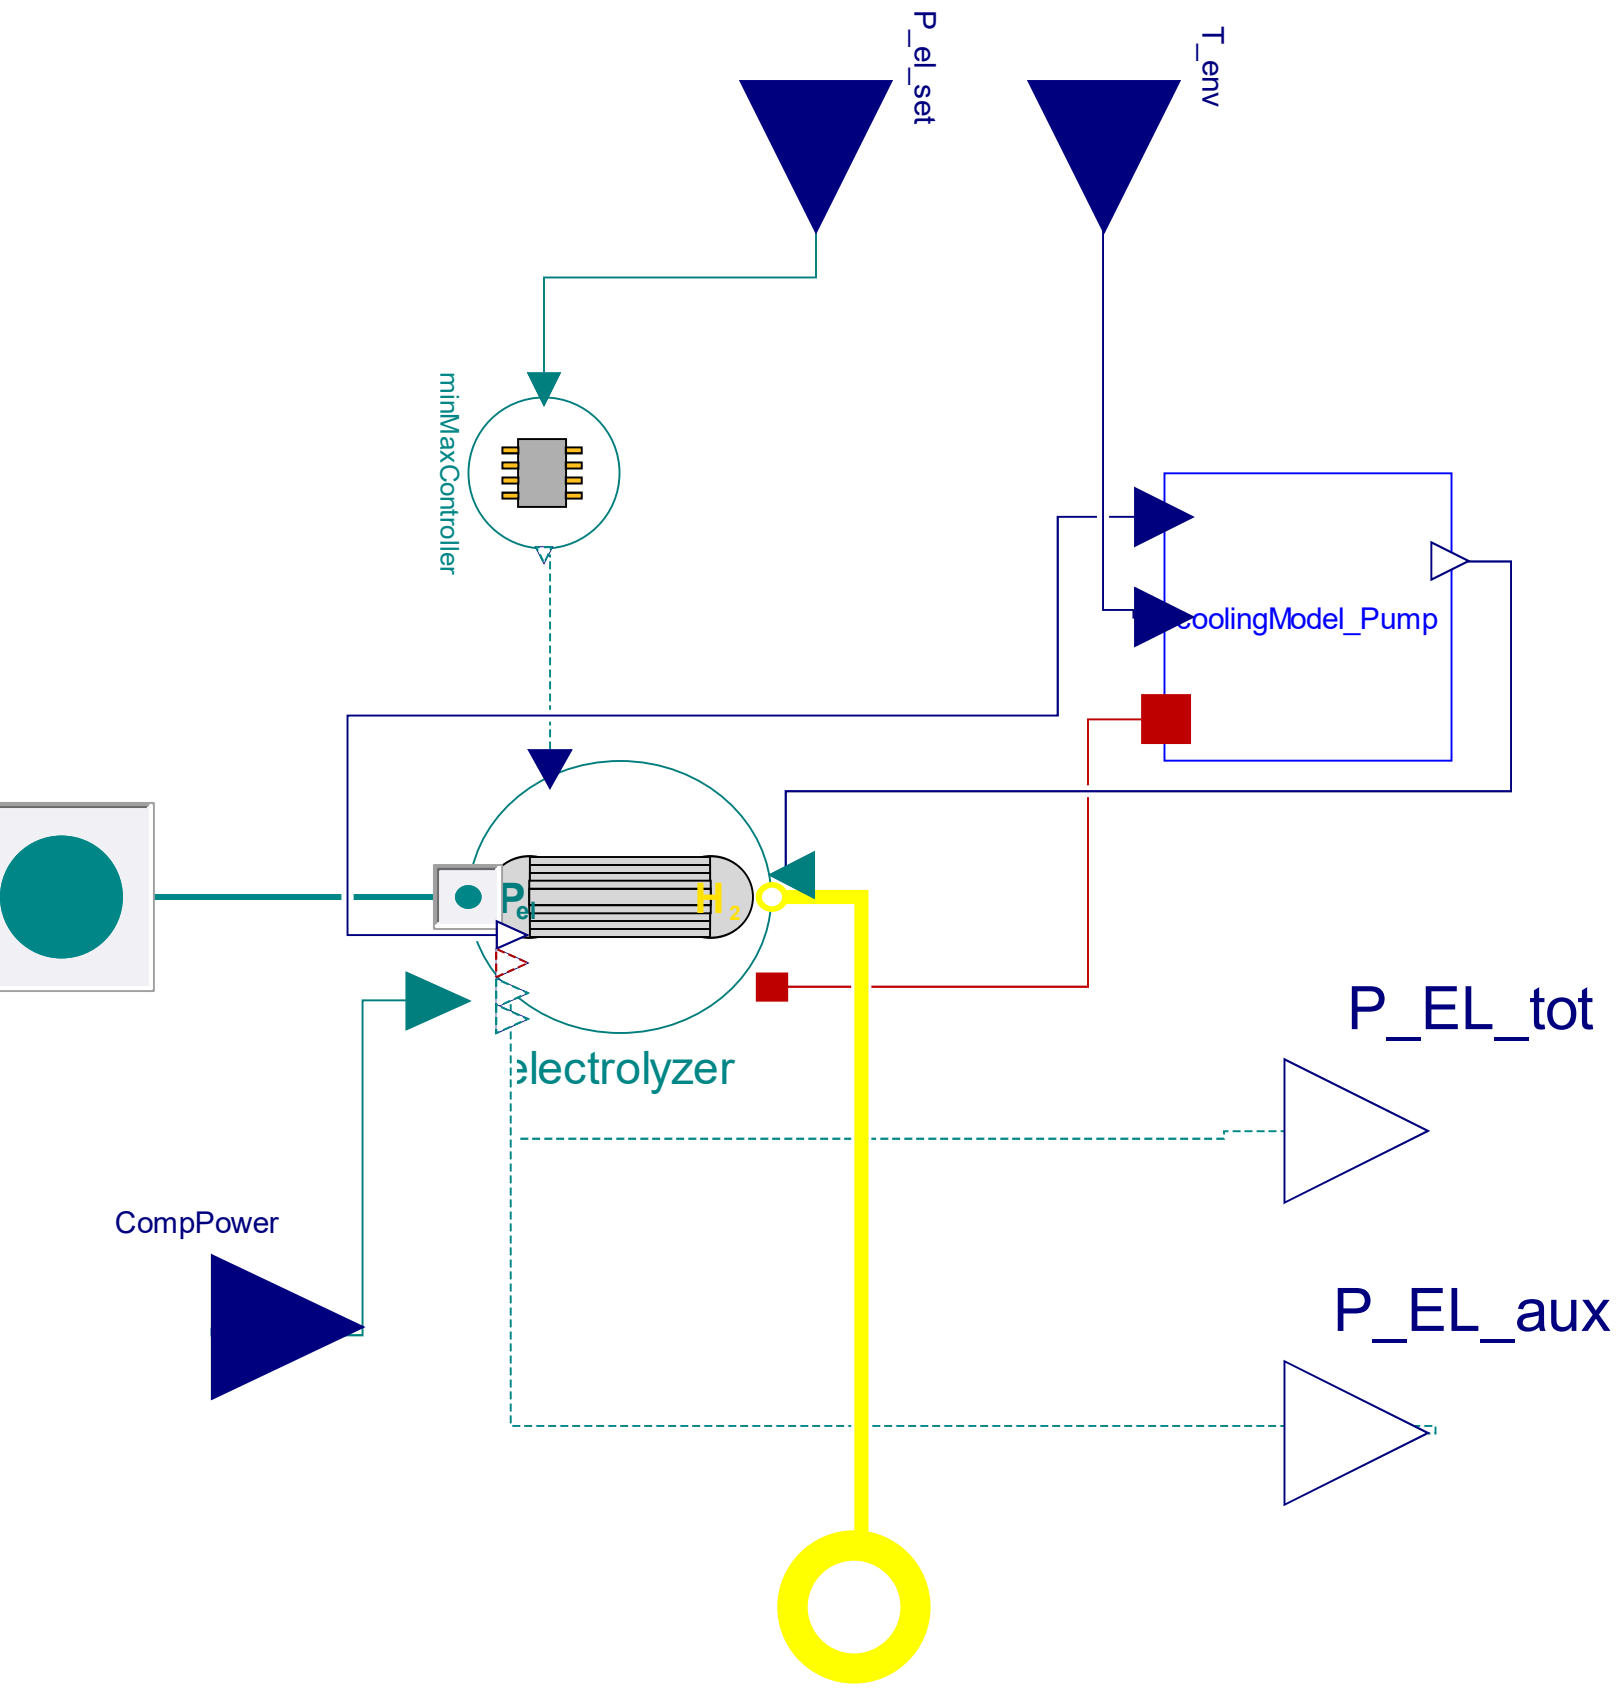 P_el_set
T_env
minMaxController
coolingModel_Pump
Pel
H2
electrolyzer
P_EL_tot
CompPower
P_EL_aux